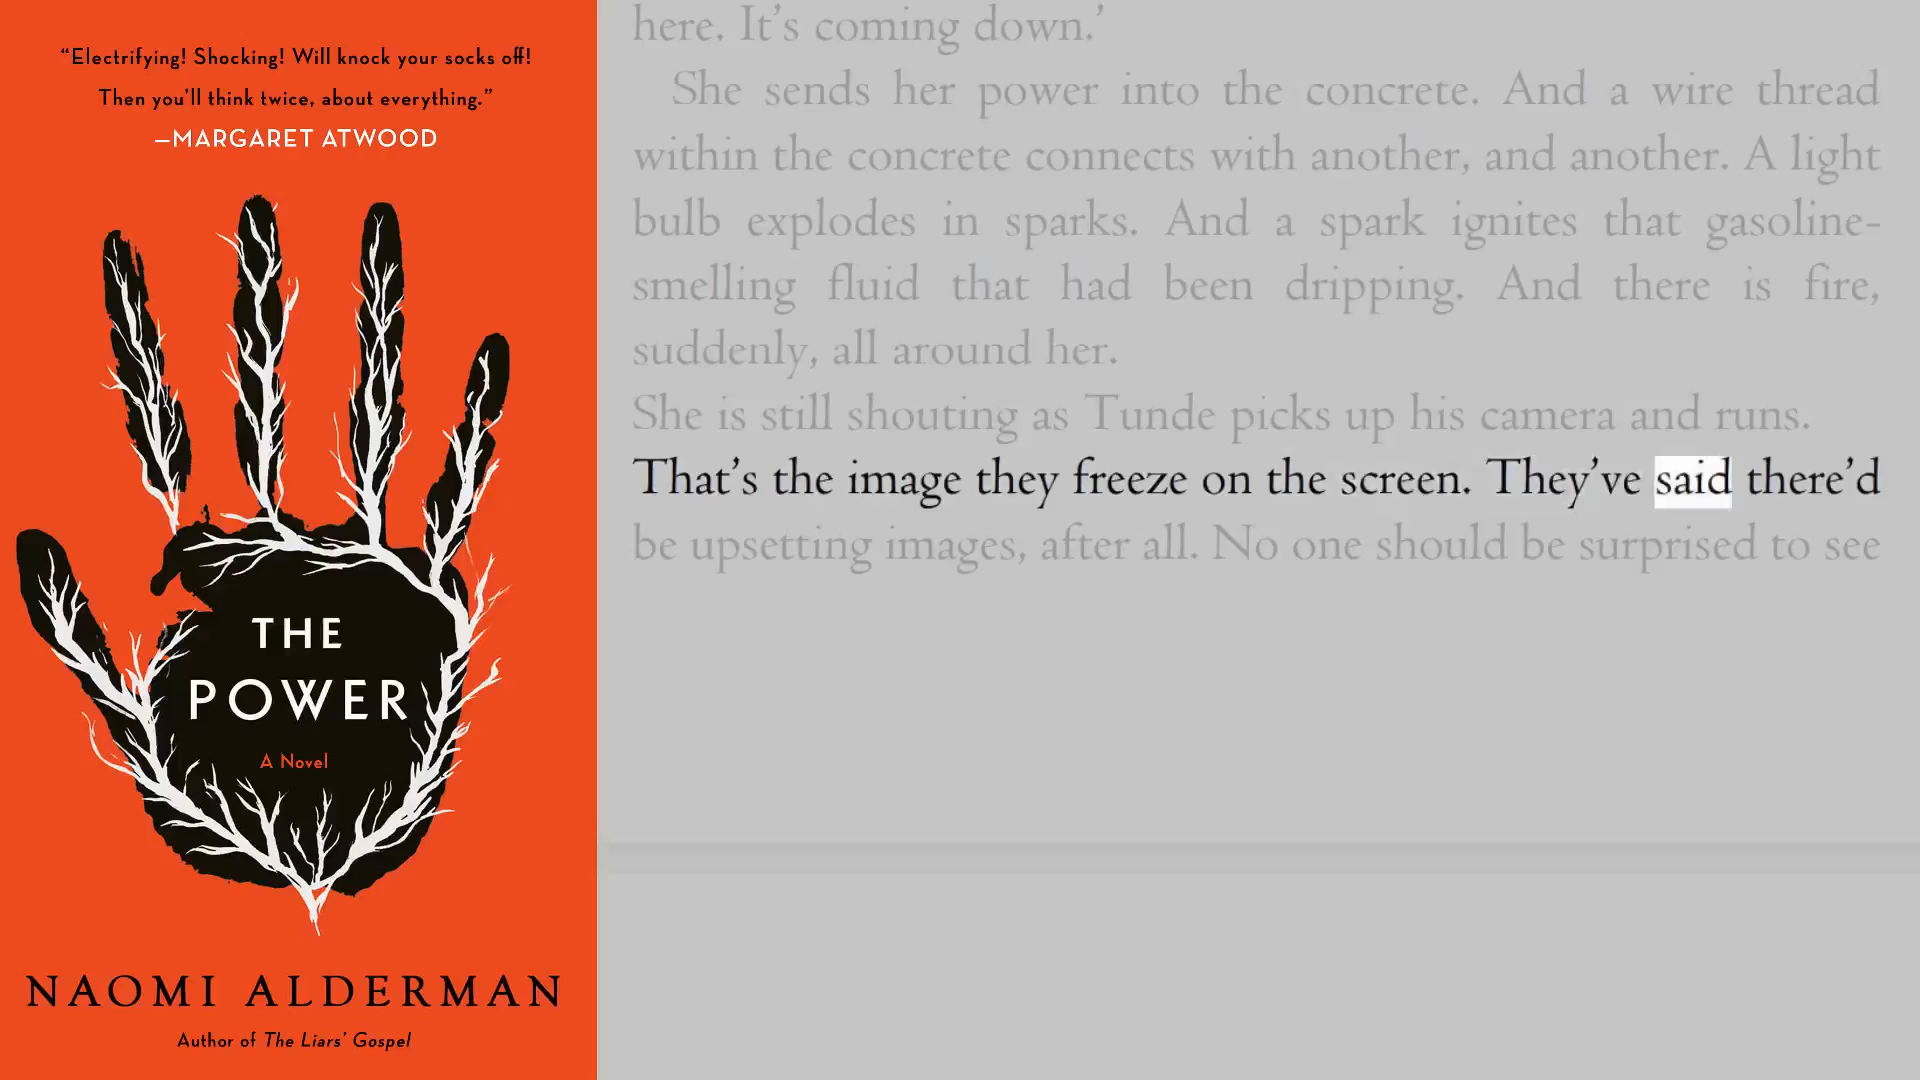 “Electrifying! Shocking! Will knock your socks off!
Then you’ll think twice, about everything.”
—MARGARET ATWOOD
THE
POWER
A Novel
NAOMI ALDERMAN
Author of The Liars’ Gospel
here. It’s coming down.’
She sends her power into the concrete. And a wire thread
within the concrete connects with another, and another. A light
bulb explodes in sparks. And a spark ignites that gasoline-
smelling fluid that had been dripping. And there is fire,
suddenly, all around her.
She is still shouting as Tunde picks up his camera and runs.
That’s the image they freeze on the screen. They’ve said there’d
be upsetting images, after all. No one should be surprised to see